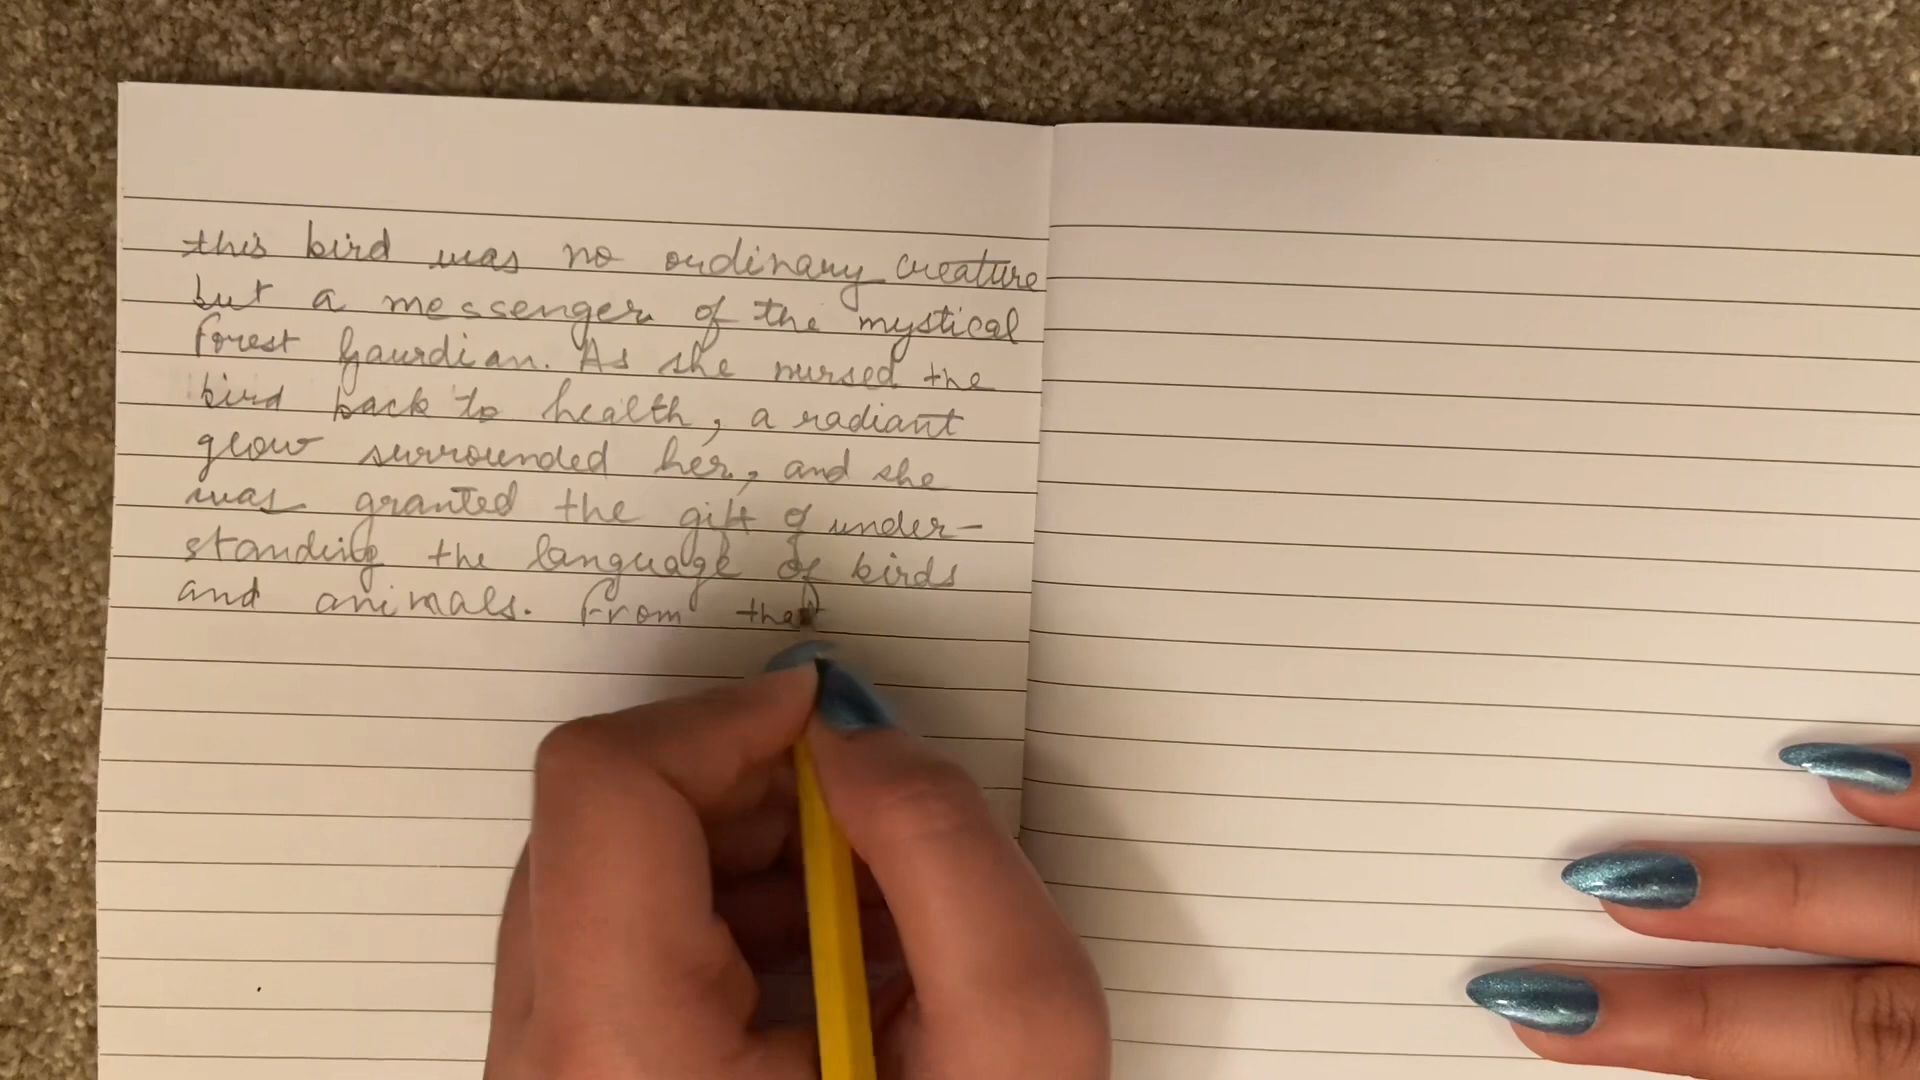 this bird was no ordinary creature
but a messenger of the mystical
forest gaurdian. As she nursed the
bird back to health, a radiant
glow surrounded her, and she
was granted the gift of under-
standing the language of birds
and animals. From that